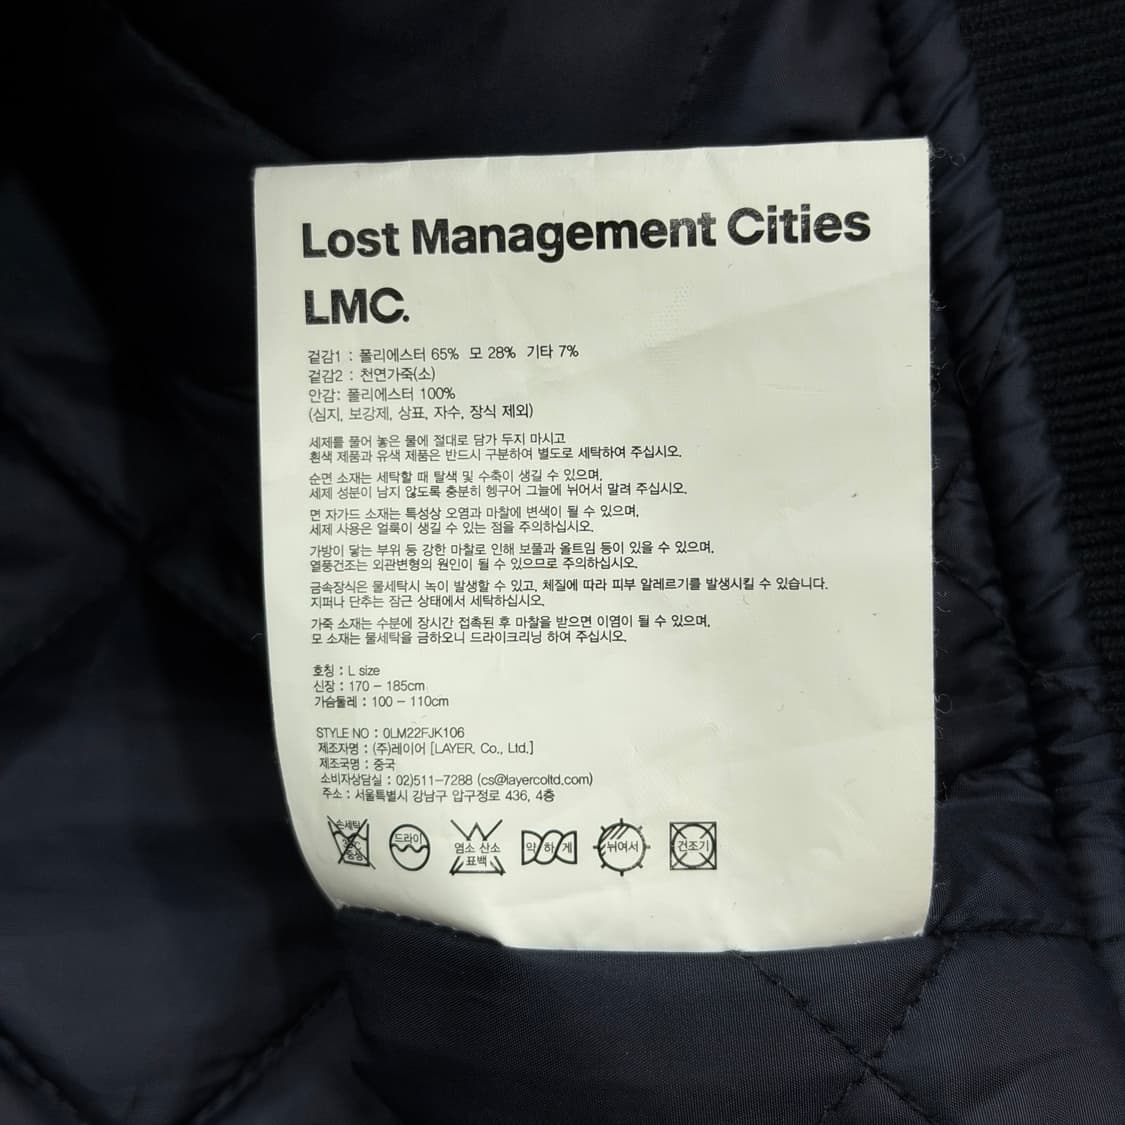 Lost Management Cities
LMC.
겉감1 : 폴리에스터 65% 모 28% 기타 7%
겉감2 : 천연가죽(소)
안감: 폴리에스터 100%
(심지, 보강제, 상표, 자수, 장식 제외)
세제를 풀어 놓은 물에 절대로 담가 두지 마시고
흰색 제품과 유색 제품은 반드시 구분하여 별도로 세탁하여 주십시오.
순면 소재는 세탁할 때 탈색 및 수축이 생길 수 있으며,
세제 성분이 남지 않도록 충분히 헹구어 그늘에 뉘어서 말려 주십시오.
면 자가드 소재는 특성상 오염과 마찰에 변색이 될 수 있으며,
세제 사용은 얼룩이 생길 수 있는 점을 주의하십시오.
가방이 닿는 부위 등 강한 마찰로 인해 보풀과 올트임 등이 있을 수 있으며,
열풍건조는 외관변형의 원인이 될 수 있으므로 주의하십시오.
금속장식은 물세탁시 녹이 발생할 수 있고, 체질에 따라 피부 알레르기를 발생시킬 수 있습니다.
지퍼나 단추는 잠근 상태에서 세탁하십시오.
가죽 소재는 수분에 장시간 접촉된 후 마찰을 받으면 이염이 될 수 있으며,
모 소재는 물세탁을 금하오니 드라이크리닝 하여 주십시오.
호칭 : L size
신장 : 170 - 185cm
가슴둘레 : 100 - 110cm
STYLE NO : 0LM22FJK106
제조자명 : (주)레이어 [LAYER. Co., Ltd.]
제조국명 : 중국
소비자상담실 : 02)511-7288 (cs@layercoltd.com)
주소 : 서울특별시 강남구 압구정로 436, 4층
손세탁
중성
드라이
염소 산소
표백
약하게
뉘여서
건조기